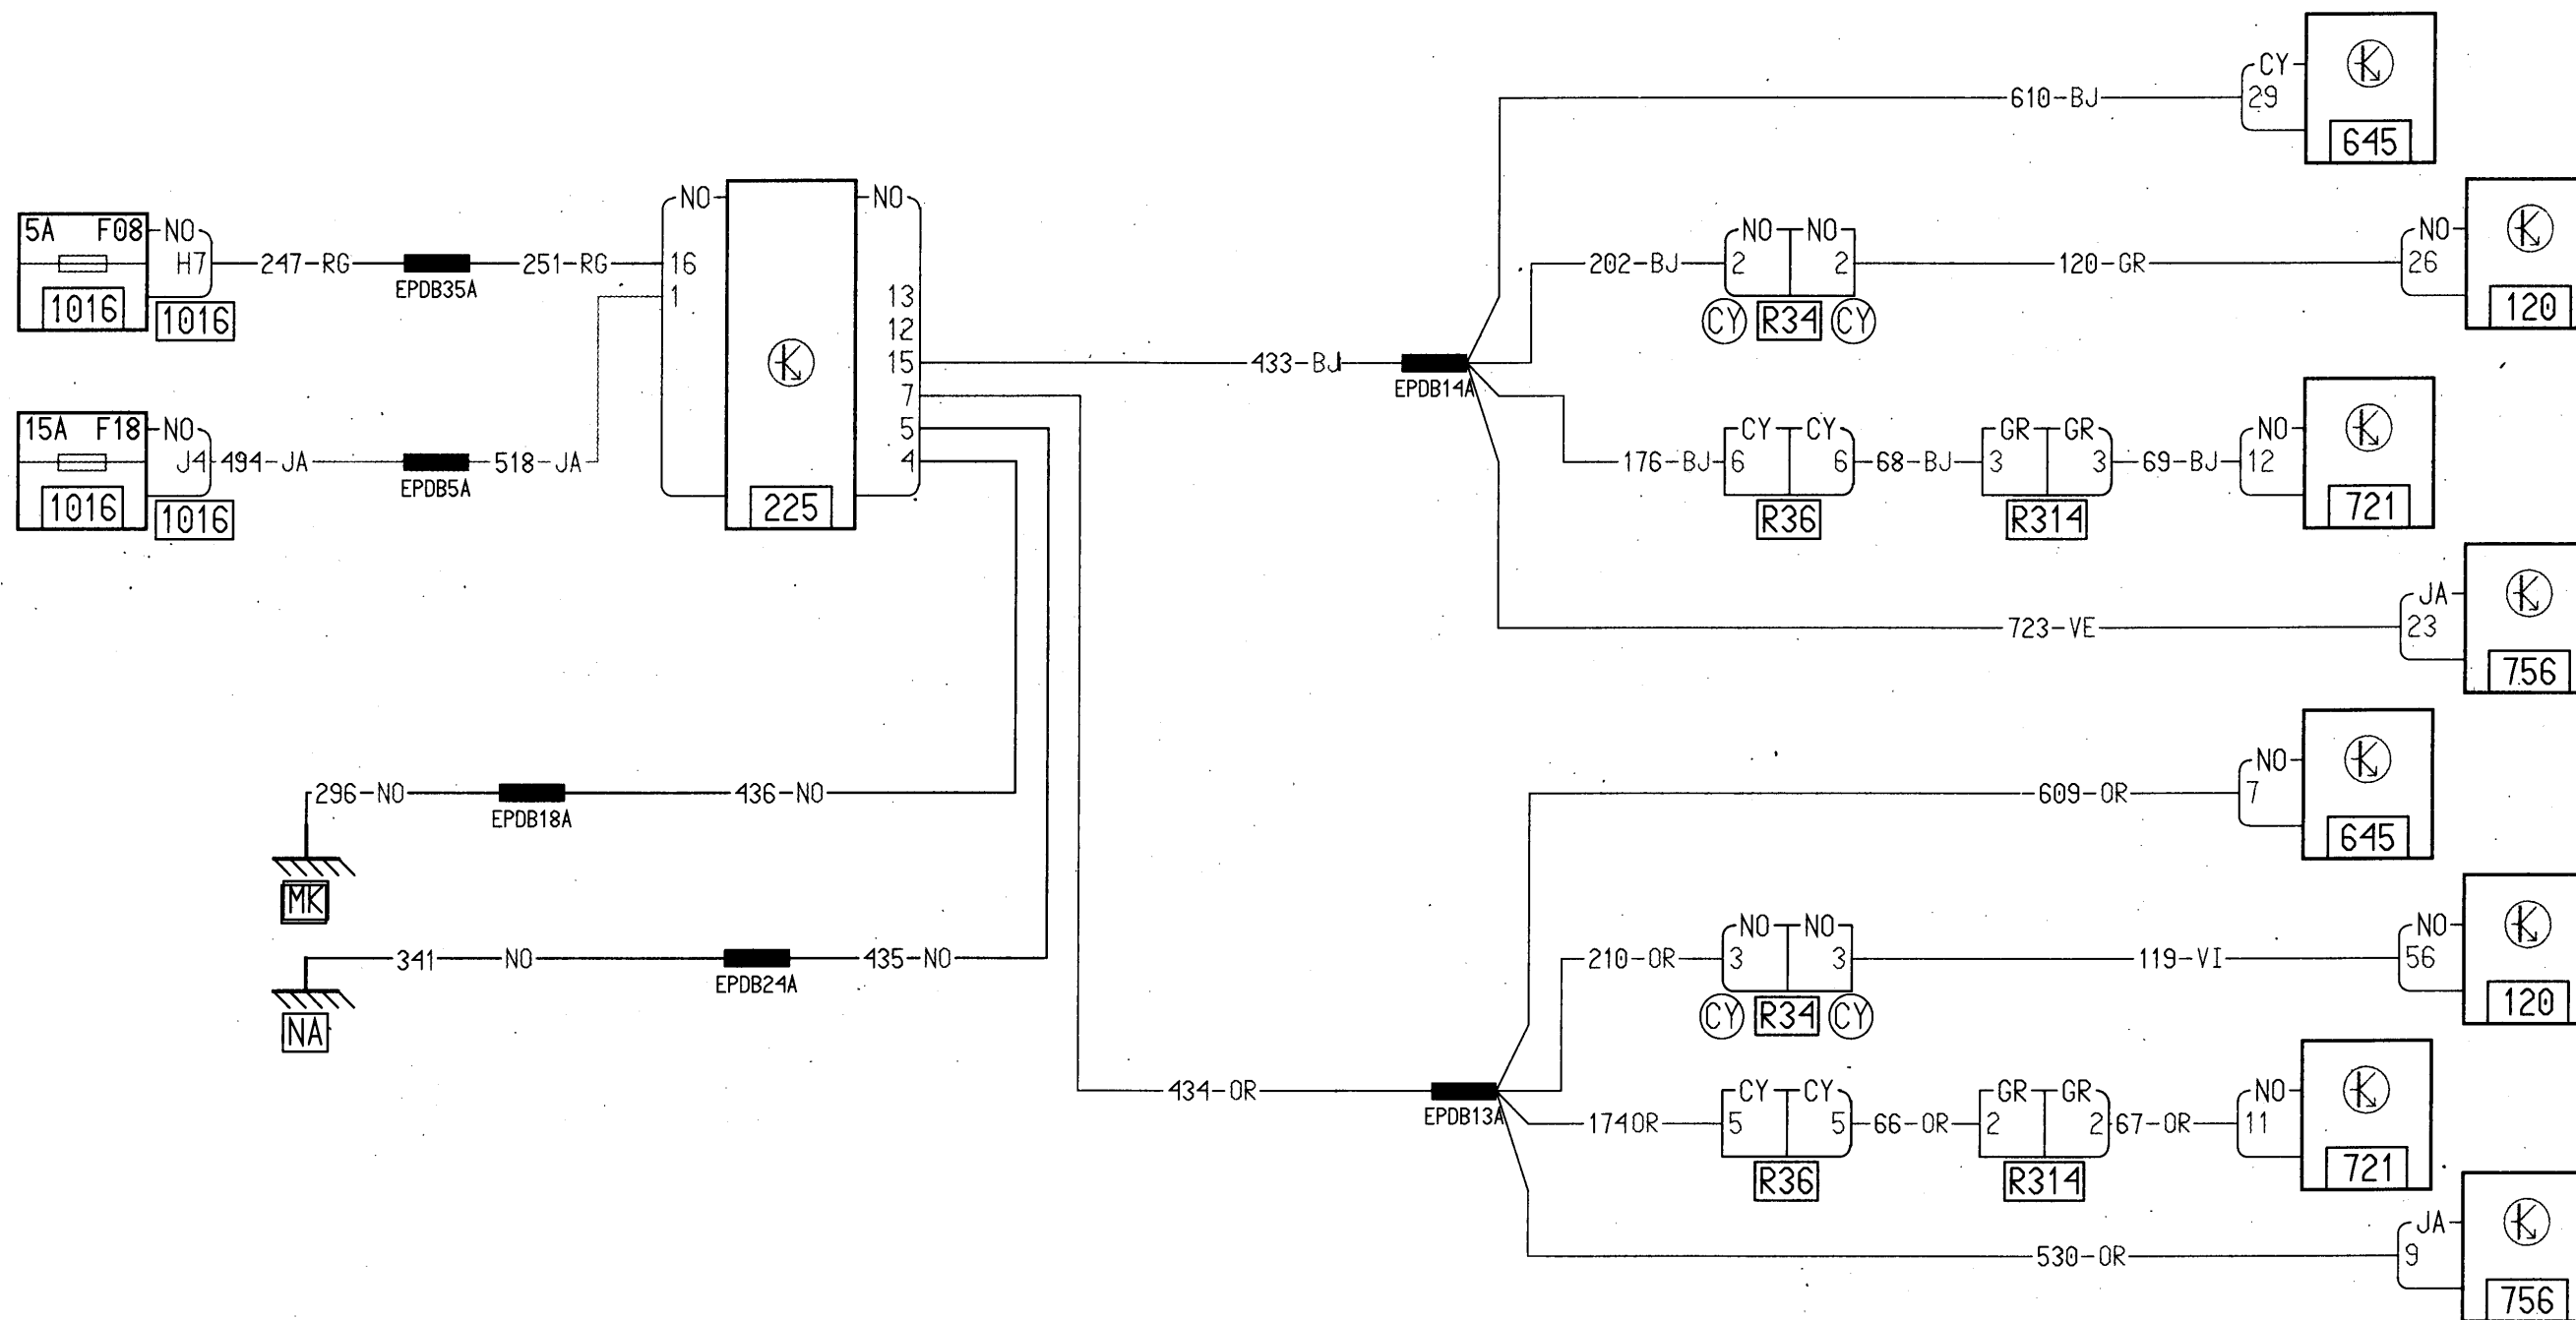 CY
610-BJ
29
645
NO
NO
5A F08
NO
H7
247-RG
251-RG
16
1016
1016
EPDB35A
1
13
12
NO
NO
202-BJ
2
2
120-GR
NO
26
120
CY
R34
CY
15
433-BJ
EPDB14A
7
15A F18
NO
J4
494-JA
518-JA
EPDB5A
1016
1016
5
4
225
CY
CY
176-BJ
6
6
68-BJ
R36
GR
GR
3
3
69-BJ
R314
NO
12
721
JA
723-VE
23
756
296-NO
EPDB18A
436-NO
MK
NO
609-OR
7
645
341
NO
EPDB24A
435-NO
NA
NO
NO
210-OR
3
3
119-VI
NO
56
120
CY
R34
CY
434-OR
EPDB13A
CY
CY
174OR
5
5
66-OR
R36
GR
GR
2
2
67-OR
R314
NO
11
721
JA
530-OR
9
756